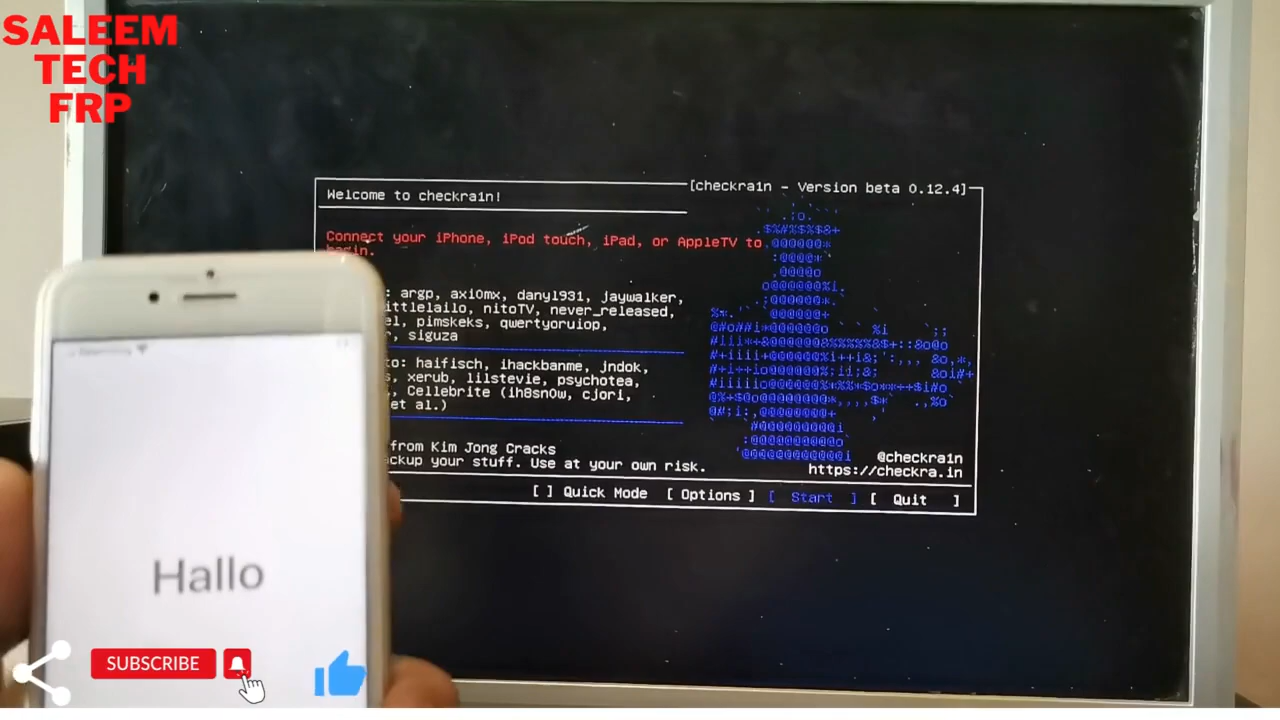 SALEEM
TECH
FRP
Welcome to checkra1n!
[checkra1n - Version beta 0.12.4]
Connect your iPhone, iPod touch, iPad, or AppleTV to
begin.
: argp, axi0mx, danyl931, jaywalker,
ittlelailo, nitoTV, never_released,
el, pimskeks, qwertyoruiop,
r, siguza
to: haifisch, ihackbanme, jndok,
s, xerub, lilstevie, psychotea,
Cellebrite (ih8sn0w, cjori,
et al.)
from Kim Jong Cracks
ckup your stuff. Use at your own risk.
@checkra1n
https://checkra.in
[ ] Quick Mode [ Options ] [ Start ] [ Quit ]
Hallo
SUBSCRIBE